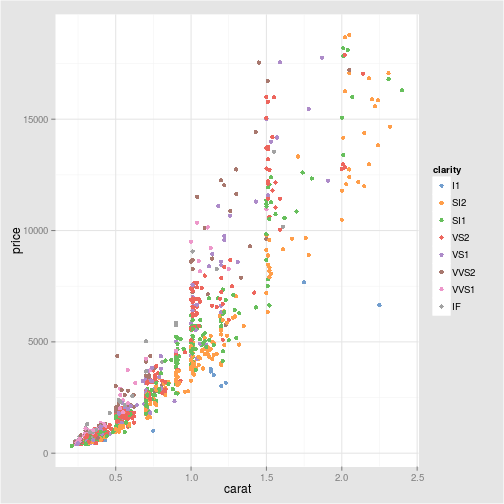 price
15000
10000
5000
0
0.5 1.0 1.5 2.0 2.5
carat
clarity
I1
SI2
SI1
VS2
VS1
VVS2
VVS1
IF